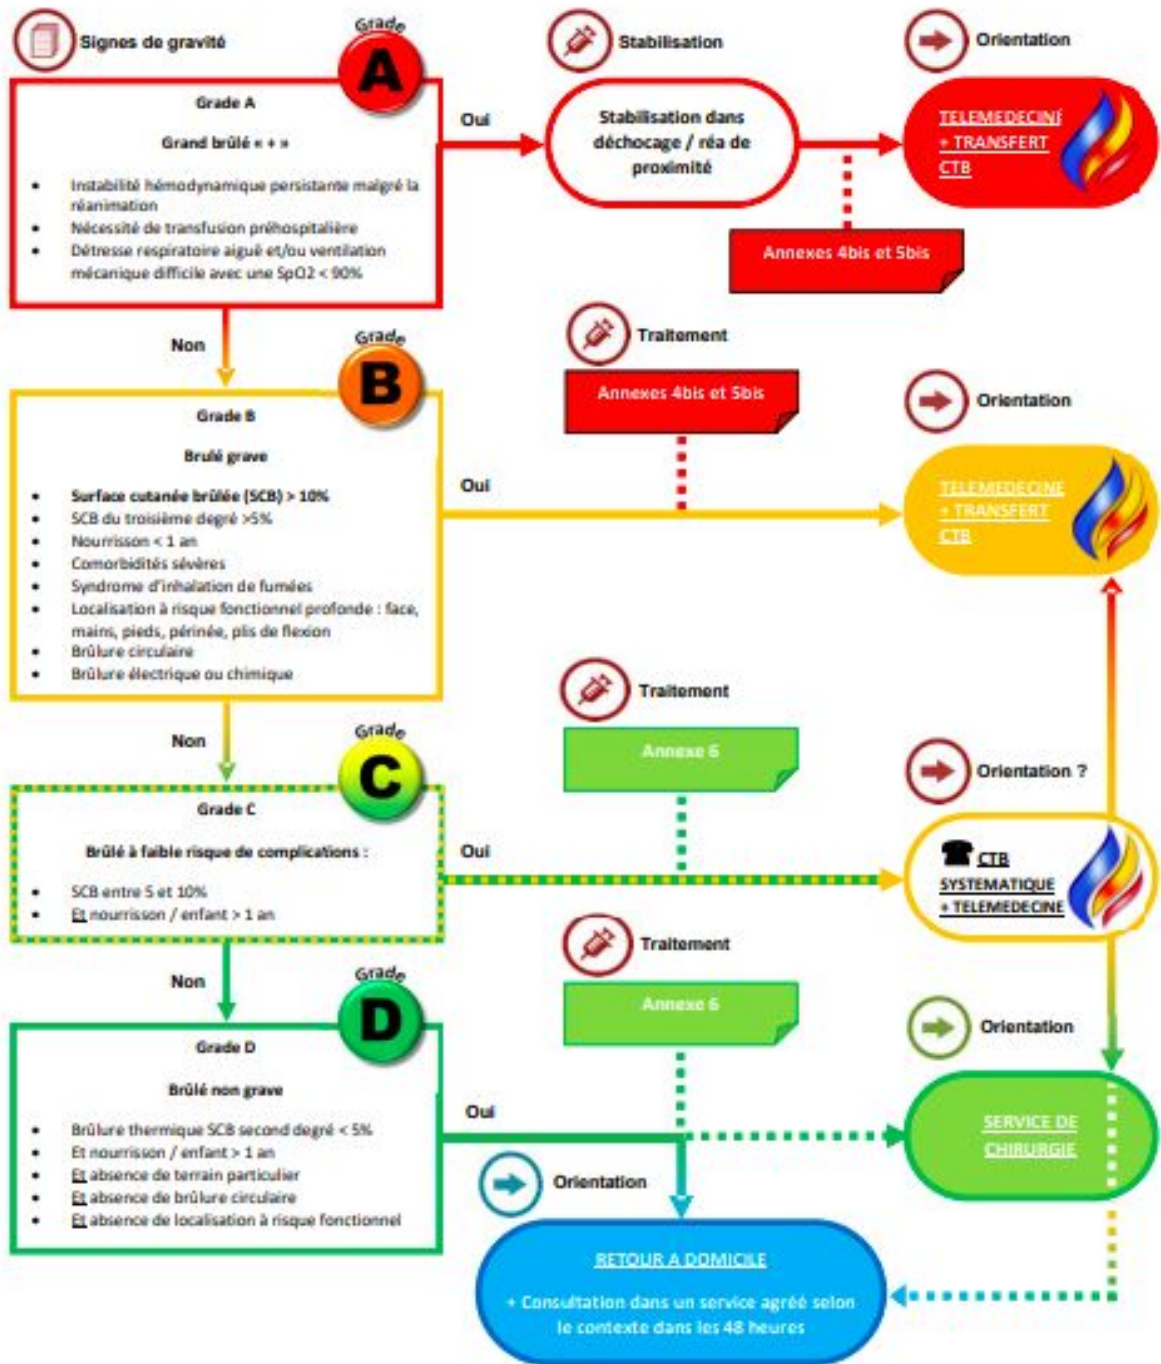 Signes de gravité
Grade
A
Stabilisation
Orientation
Grade A
Grand brûlé « + »
• Instabilité hémodynamique persistante malgré la
réanimation
• Nécessité de transfusion préhospitalière
• Détresse respiratoire aiguë et/ou ventilation
mécanique difficile avec une SpO2 < 90%
Oui
Stabilisation dans
déchocage / réa de
proximité
TELEMEDECINE
+ TRANSFERT
CTB
Annexes 4bis et 5bis
Non
Grade
B
Traitement
Annexes 4bis et 5bis
Orientation
Grade B
Brulé grave
• Surface cutanée brûlée (SCB) > 10%
• SCB du troisième degré >5%
• Nourrisson < 1 an
• Comorbidités sévères
• Syndrome d'inhalation de fumées
• Localisation à risque fonctionnel profonde : face,
mains, pieds, périnée, plis de flexion
• Brûlure circulaire
• Brûlure électrique ou chimique
Oui
TELEMEDECINE
+ TRANSFERT
CTB
Non
Grade
C
Traitement
Annexe 6
Orientation ?
Grade C
Brûlé à faible risque de complications :
• SCB entre 5 et 10%
• Et nourrisson / enfant > 1 an
Oui
☎ CTB
SYSTEMATIQUE
+ TELEMEDECINE
Non
Grade
D
Traitement
Annexe 6
Orientation
Grade D
Brûlé non grave
• Brûlure thermique SCB second degré < 5%
• Et nourrisson / enfant > 1 an
• Et absence de terrain particulier
• Et absence de brûlure circulaire
• Et absence de localisation à risque fonctionnel
Oui
SERVICE DE
CHIRURGIE
Orientation
RETOUR A DOMICILE
+ Consultation dans un service agréé selon
le contexte dans les 48 heures